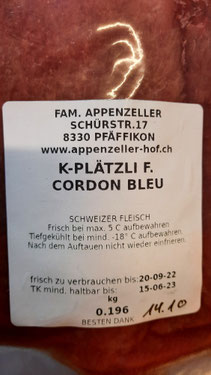 FAM. APPENZELLER
SCHÜRSTR.17
8330 PFÄFFIKON
www.appenzeller-hof.ch
K-PLÄTZLI F.
CORDON BLEU
SCHWEIZER FLEISCH
Frisch bei max. 5 C aufbewahren
Tiefgekühlt bei mind. -18° C aufbewahren
Nach dem Auftauen nicht wieder einfrieren.
frisch zu verbrauchen bis:20-09-22
TK mind. haltbar bis: 15-06-23
kg
0.196 14.10
BESTEN DANK